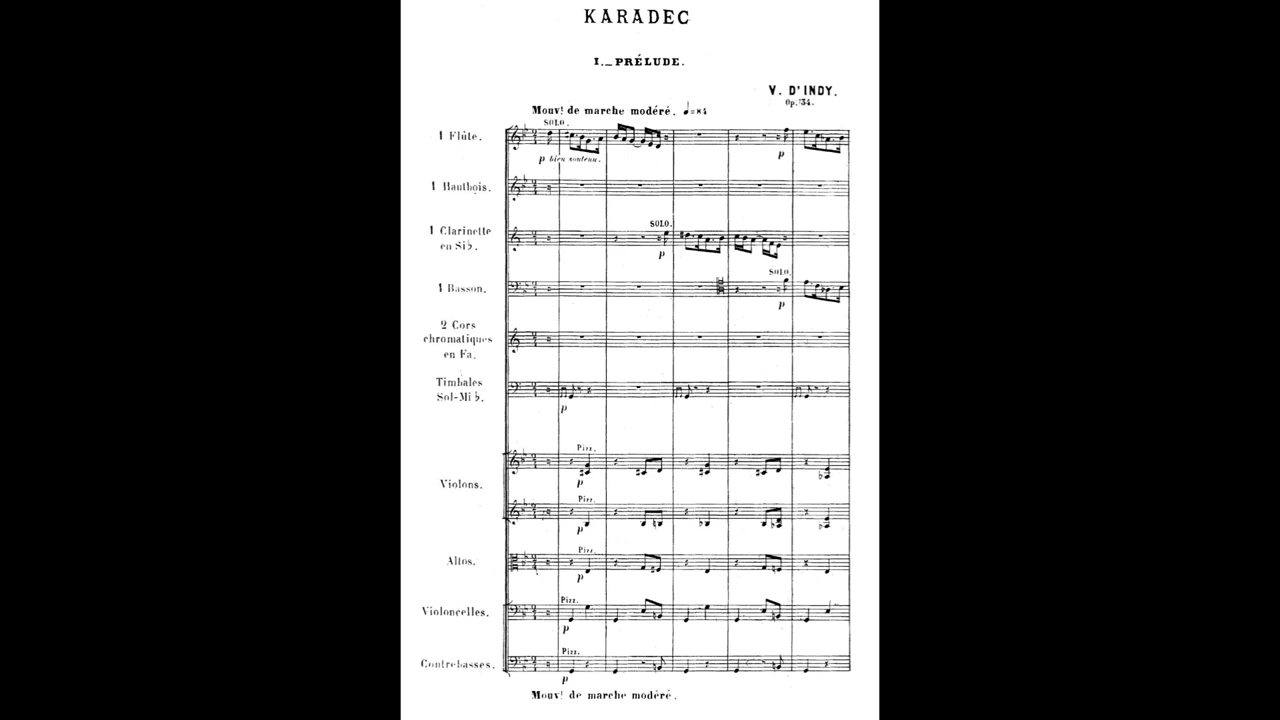 KARADEC
I._PRÉLUDE.
V. D'INDY.
Op. 34.
Mouvt de marche modéré. ♩=84
SOLO.
1 Flûte.
p bien soutenu.
p
1 Hautbois.
SOLO.
1 Clarinette
en Si♭.
p
SOLO.
1 Basson.
p
2 Cors
chromatiques
en Fa.
Timbales
Sol-Mi♭.
p
Pizz.
p
Violons.
Pizz.
p
Pizz.
Altos.
p
Pizz.
Violoncelles.
p
Pizz.
Contrebasses.
p
Mouvt de marche modéré.